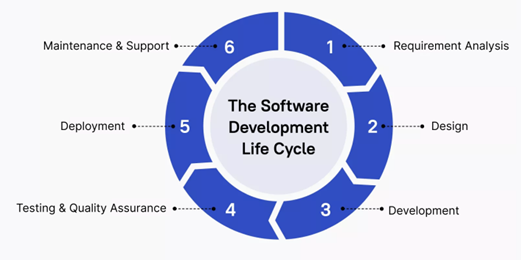 The Software
Development
Life Cycle
1 Requirement Analysis
2 Design
3 Development
4 Testing & Quality Assurance
5 Deployment
6 Maintenance & Support